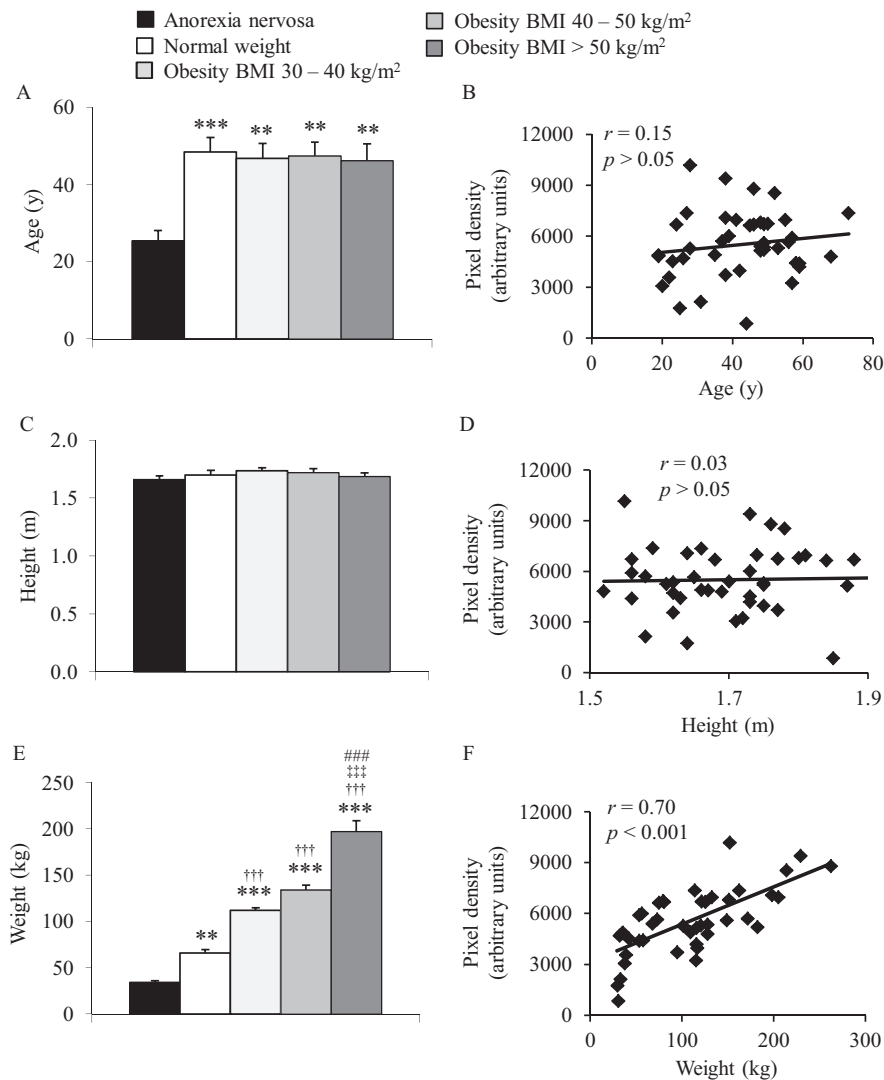 Anorexia nervosa
Normal weight
Obesity BMI 30 – 40 kg/m²
Obesity BMI 40 – 50 kg/m²
Obesity BMI > 50 kg/m²
A
60
40
20
0
Age (y)
***
**
**
**
B
12000
9000
6000
3000
0
Pixel density
(arbitrary units)
r = 0.15
p > 0.05
0
20
40
60
80
Age (y)
C
2.0
1.5
1.0
0.5
0.0
Height (m)
D
12000
9000
6000
3000
0
Pixel density
(arbitrary units)
r = 0.03
p > 0.05
1.5
1.7
1.9
Height (m)
E
250
200
150
100
50
0
Weight (kg)
**
†††
***
†††
***
###
‡‡‡
†††
***
F
12000
9000
6000
3000
0
Pixel density
(arbitrary units)
r = 0.70
p < 0.001
0
100
200
300
Weight (kg)